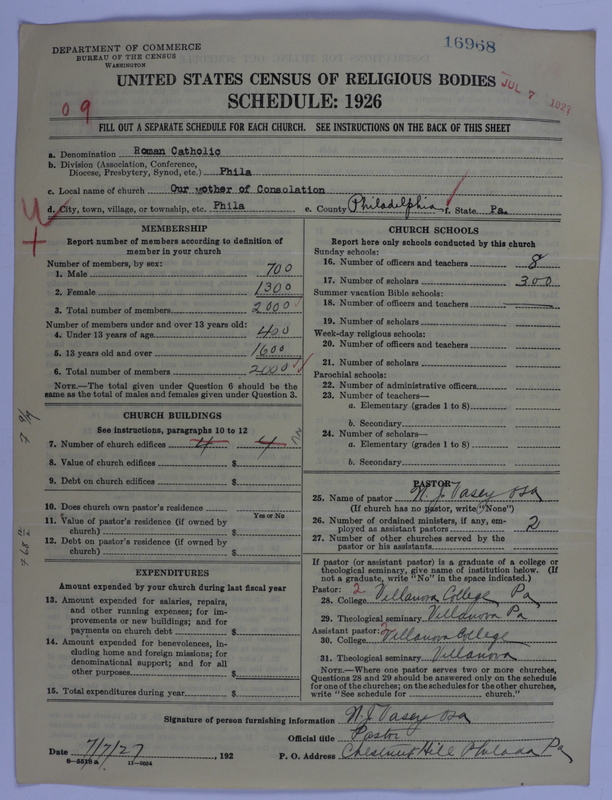 16968
DEPARTMENT OF COMMERCE
BUREAU OF THE CENSUS
WASHINGTON
UNITED STATES CENSUS OF RELIGIOUS BODIES
JUL 7 1927
SCHEDULE: 1926
09
FILL OUT A SEPARATE SCHEDULE FOR EACH CHURCH. SEE INSTRUCTIONS ON THE BACK OF THIS SHEET
a. Denomination Roman Catholic
b. Division (Association, Conference,
Diocese, Presbytery, Synod, etc.) Phila
c. Local name of church Our mother of Consolation
d. City, town, village, or township, etc. Phila e. County Philadelphia f. State Pa.
MEMBERSHIP
Report number of members according to definition of
member in your church
Number of members, by sex:
1. Male 700
2. Female 1300
3. Total number of members 2000
Number of members under and over 13 years old:
4. Under 13 years of age 400
5. 13 years old and over 1600
6. Total number of members 2000
NOTE.—The total given under Question 6 should be the
same as the total of males and females given under Question 3.
CHURCH BUILDINGS
See instructions, paragraphs 10 to 12
7. Number of church edifices 4 4
8. Value of church edifices $
9. Debt on church edifices $
10. Does church own pastor's residence
Yes or No
11. Value of pastor's residence (if owned by
church) $
12. Debt on pastor's residence (if owned by
church) $
EXPENDITURES
Amount expended by your church during last fiscal year
13. Amount expended for salaries, repairs,
and other running expenses; for im-
provements or new buildings; and for
payments on church debt $
14. Amount expended for benevolences, in-
cluding home and foreign missions; for
denominational support; and for all
other purposes $
15. Total expenditures during year $
CHURCH SCHOOLS
Report here only schools conducted by this church
Sunday schools:
16. Number of officers and teachers 8
17. Number of scholars 300
Summer vacation Bible schools:
18. Number of officers and teachers
19. Number of scholars
Week-day religious schools:
20. Number of officers and teachers
21. Number of scholars
Parochial schools:
22. Number of administrative officers
23. Number of teachers—
a. Elementary (grades 1 to 8)
b. Secondary
24. Number of scholars—
a. Elementary (grades 1 to 8)
b. Secondary
PASTOR
25. Name of pastor N. J. Vasey OSA
(If church has no pastor, write "None")
26. Number of ordained ministers, if any, em-
ployed as assistant pastors 2
27. Number of other churches served by the
pastor or his assistants
If pastor (or assistant pastor) is a graduate of a college or
theological seminary, give name of institution below. (If
not a graduate, write "No" in the space indicated.)
Pastor: 2
28. College Villanova College Pa
29. Theological seminary Villanova Pa
Assistant pastor: 2
30. College Villanova College
31. Theological seminary Villanova
NOTE.—Where one pastor serves two or more churches,
Questions 28 and 29 should be answered only on the schedule
for one of the churches; on the schedules for the other churches,
write "See schedule for church."
Signature of person furnishing information N. J. Vasey OSA
Official title Pastor
Date 7/7/27, 192 P. O. Address Chestnut Hill Philada Pa
8—5518 a 11—9024